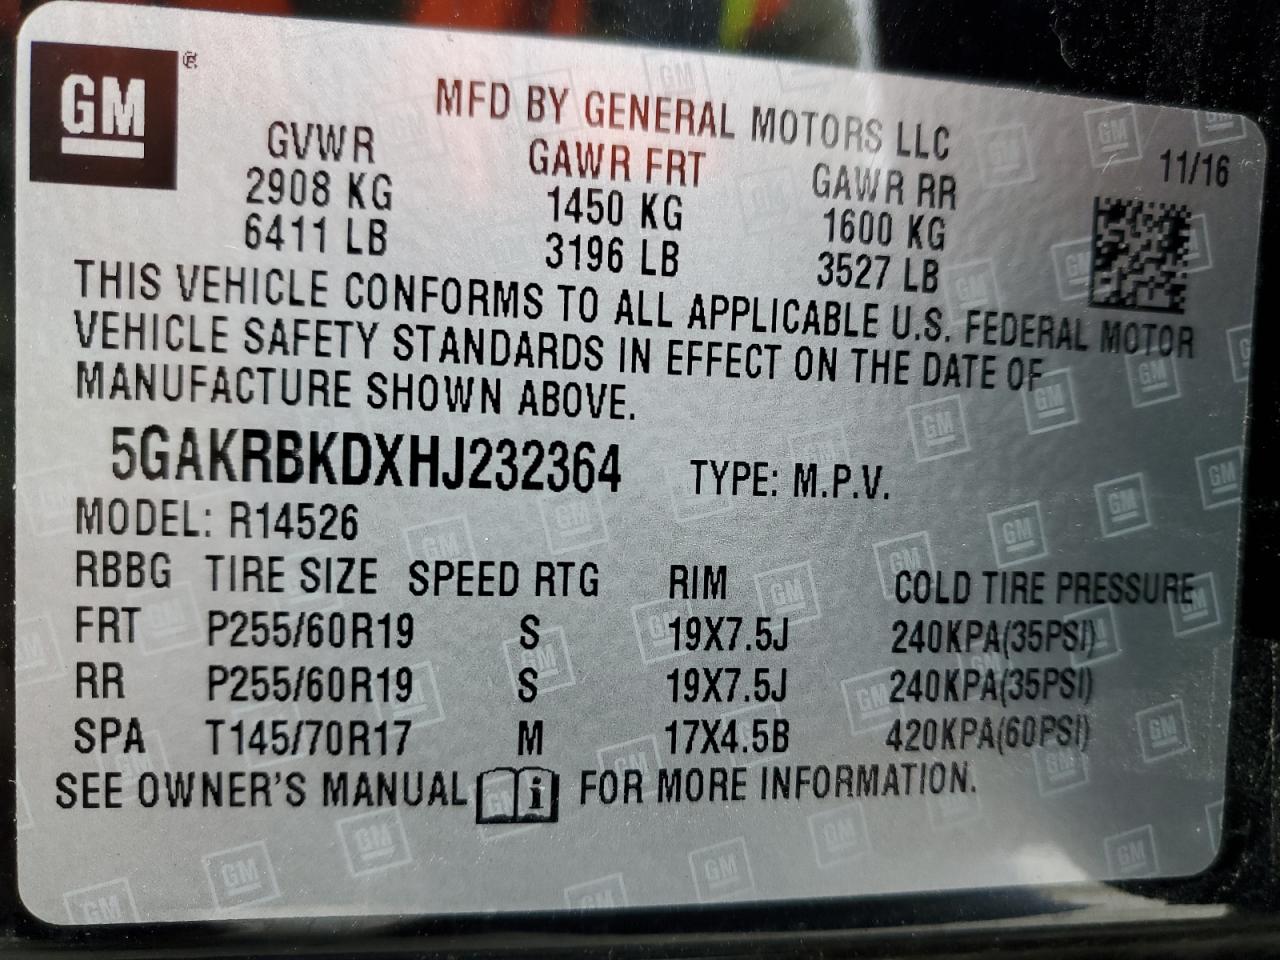 GM
MFD BY GENERAL MOTORS LLC
11/16
GVWR GAWR FRT GAWR RR
2908 KG 1450 KG 1600 KG
6411 LB 3196 LB 3527 LB
THIS VEHICLE CONFORMS TO ALL APPLICABLE U.S. FEDERAL MOTOR
VEHICLE SAFETY STANDARDS IN EFFECT ON THE DATE OF
MANUFACTURE SHOWN ABOVE.
5GAKRBKDXHJ232364 TYPE: M.P.V.
MODEL: R14526
RBBG TIRE SIZE SPEED RTG RIM COLD TIRE PRESSURE
FRT P255/60R19 S 19X7.5J 240KPA(35PSI)
RR P255/60R19 S 19X7.5J 240KPA(35PSI)
SPA T145/70R17 M 17X4.5B 420KPA(60PSI)
SEE OWNER'S MANUAL i FOR MORE INFORMATION.